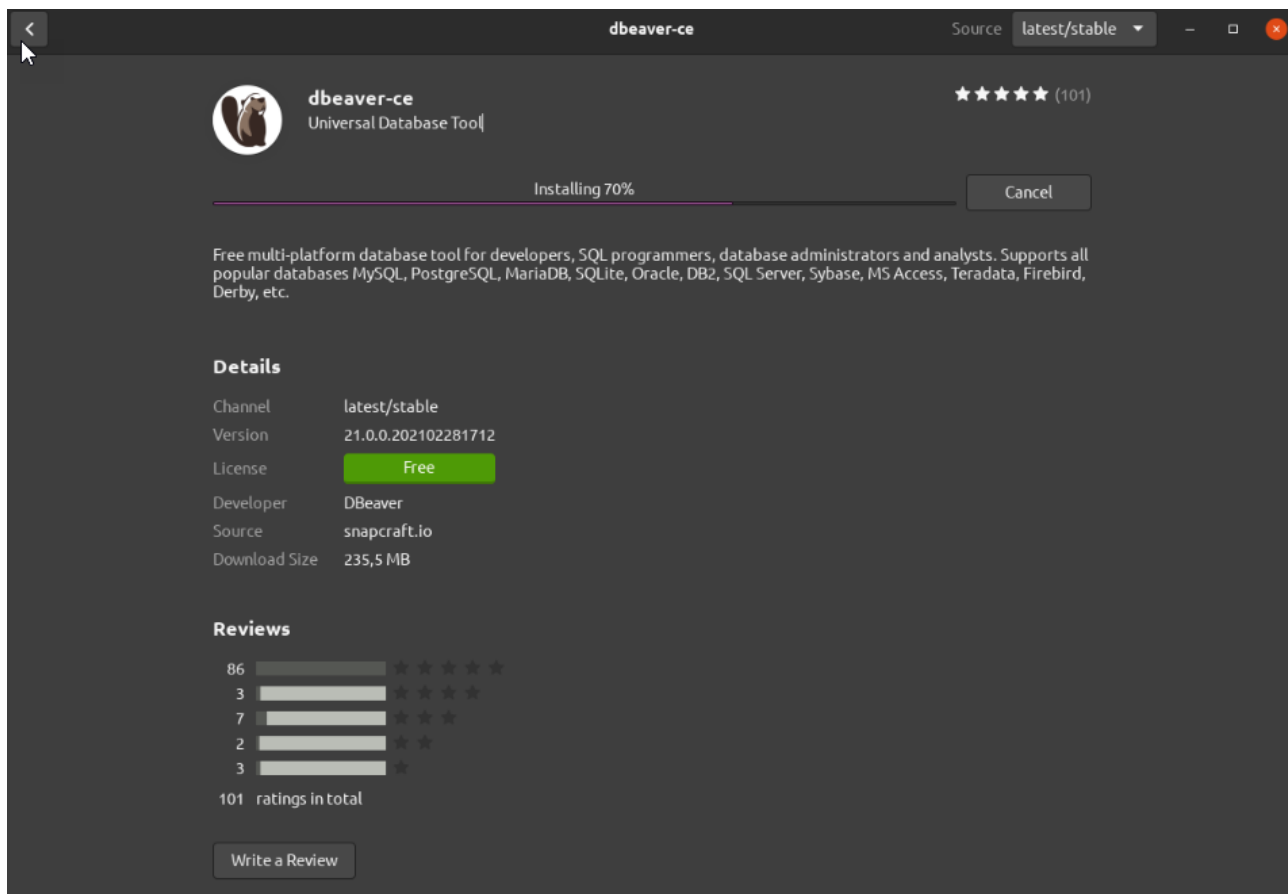 dbeaver-ce
Source latest/stable
dbeaver-ce
(101)
Universal Database Tool
Installing 70%
Cancel
Free multi-platform database tool for developers, SQL programmers, database administrators and analysts. Supports all
popular databases MySQL, PostgreSQL, MariaDB, SQLite, Oracle, DB2, SQL Server, Sybase, MS Access, Teradata, Firebird,
Derby, etc.
Details
Channel latest/stable
Version 21.0.0.202102281712
License Free
Developer DBeaver
Source snapcraft.io
Download Size 235,5 MB
Reviews
86
3
7
2
3
101 ratings in total
Write a Review